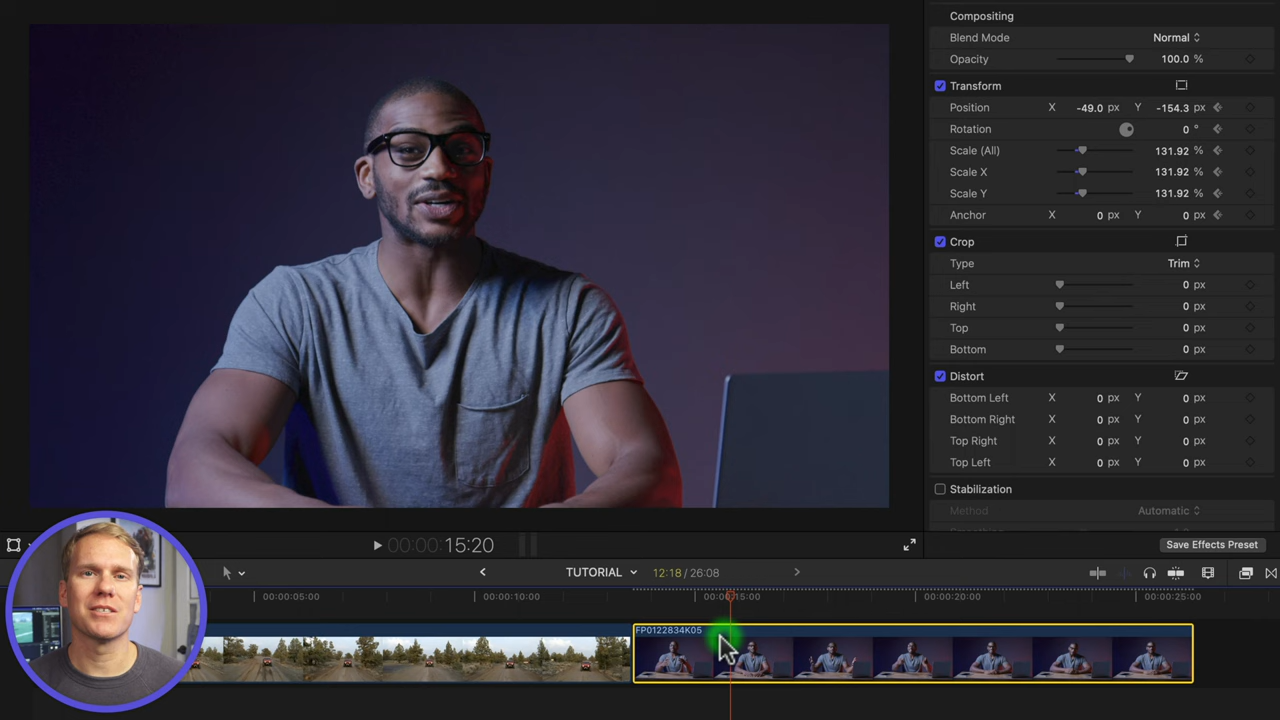 Compositing
Blend Mode Normal
Opacity 100.0 %
Transform
Position X -49.0 px Y -154.3 px
Rotation 0 °
Scale (All) 131.92 %
Scale X 131.92 %
Scale Y 131.92 %
Anchor X 0 px Y 0 px
Crop
Type Trim
Left 0 px
Right 0 px
Top 0 px
Bottom 0 px
Distort
Bottom Left X 0 px Y 0 px
Bottom Right X 0 px Y 0 px
Top Right X 0 px Y 0 px
Top Left X 0 px Y 0 px
Stabilization
Method Automatic
Save Effects Preset
00:00:15:20
TUTORIAL 12:18 / 26:08
00:00:05:00 00:00:10:00 00:00:15:00 00:00:20:00 00:00:25:00
FP0122834K05